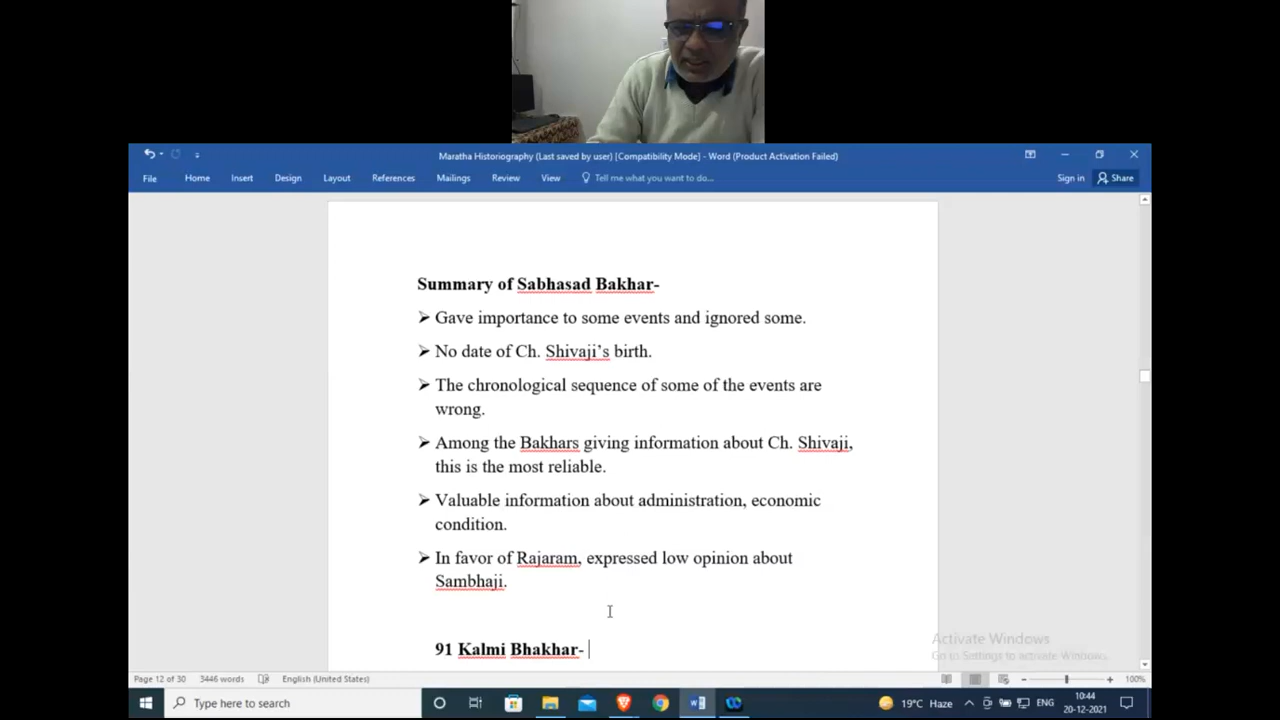 Maratha Historiography (Last saved by user) [Compatibility Mode] - Word (Product Activation Failed)
File Home Insert Design Layout References Mailings Review View Tell me what you want to do... Sign in Share
Summary of Sabhasad Bakhar-
➢ Gave importance to some events and ignored some.
➢ No date of Ch. Shivaji’s birth.
➢ The chronological sequence of some of the events are
wrong.
➢ Among the Bakhars giving information about Ch. Shivaji,
this is the most reliable.
➢ Valuable information about administration, economic
condition.
➢ In favor of Rajaram, expressed low opinion about
Sambhaji.
91 Kalmi Bhakhar-
Activate Windows
Go to Settings to activate Windows.
Page 12 of 30 3446 words English (United States) 100%
Type here to search 19°C Haze ENG 10:44
20-12-2021